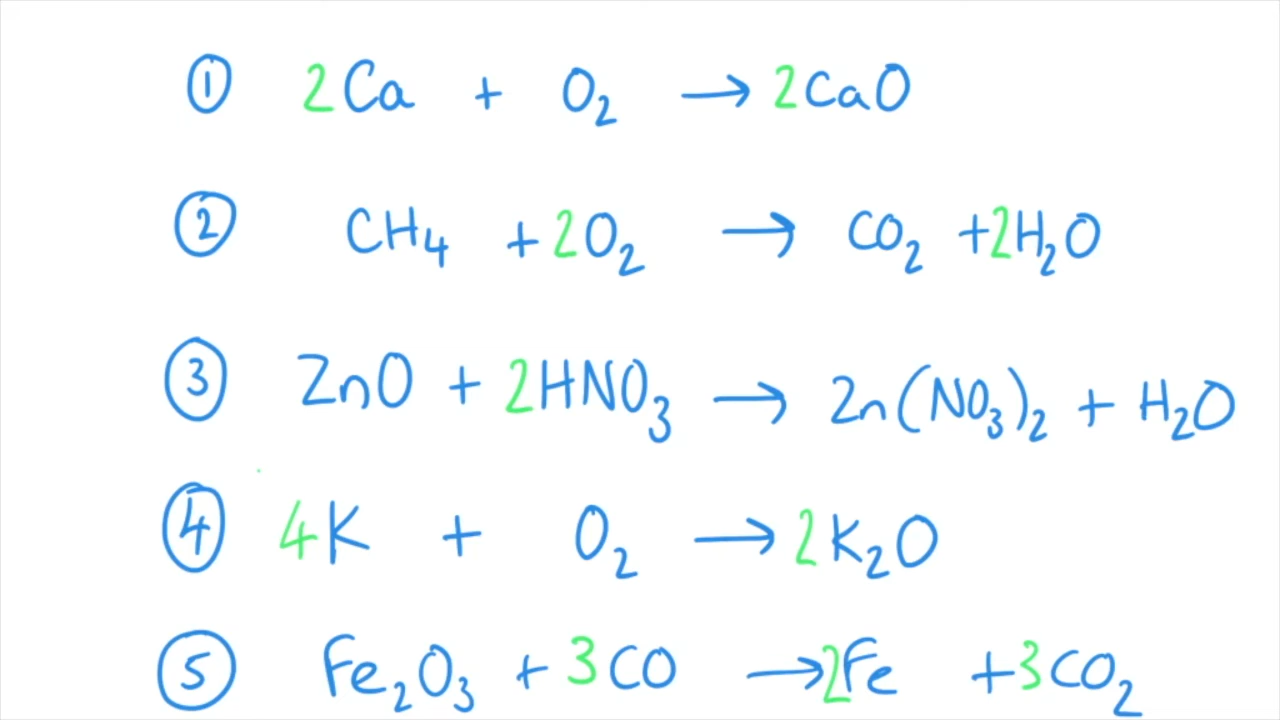 ① 2Ca + O₂ → 2CaO
② CH₄ + 2O₂ → CO₂ + 2H₂O
③ ZnO + 2HNO₃ → Zn(NO₃)₂ + H₂O
④ 4K + O₂ → 2K₂O
⑤ Fe₂O₃ + 3CO → 2Fe + 3CO₂